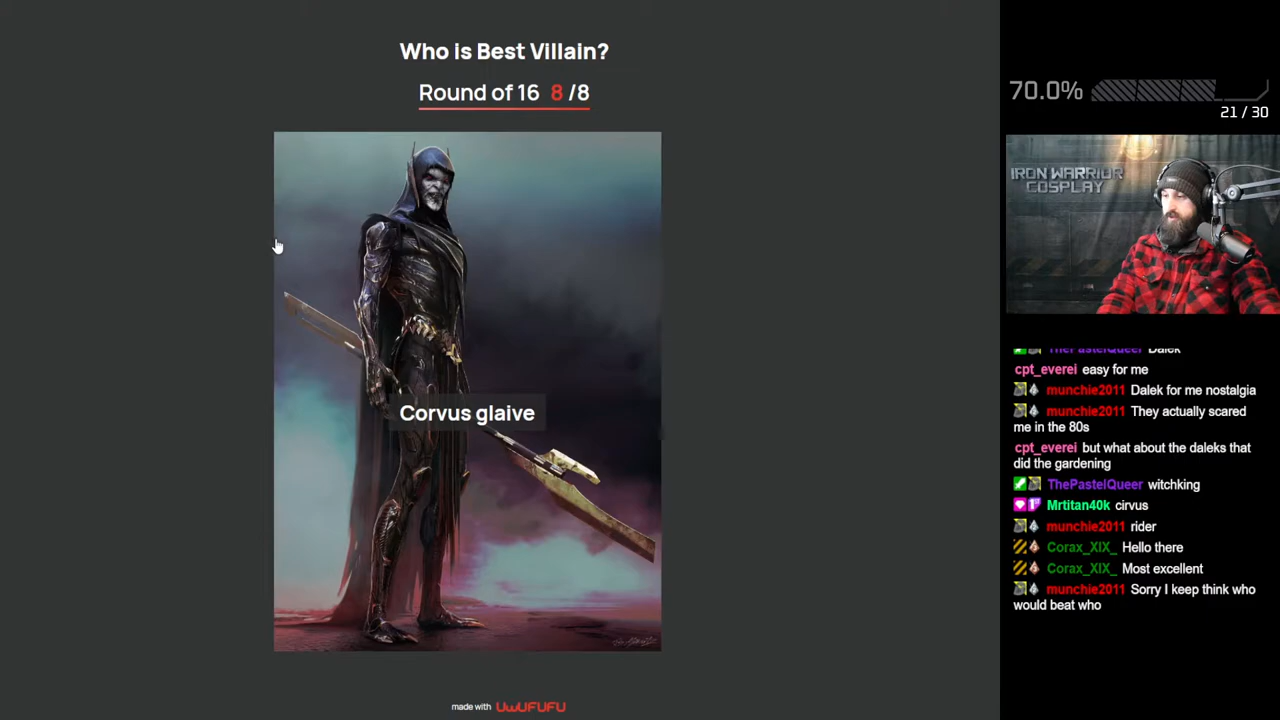 Who is Best Villain?
Round of 16 8 /8
Corvus glaive
made with UWUFUFU
70.0%
21 / 30
IRON WARRIOR
COSPLAY
ThePastelQueer Dalek
cpt_everei easy for me
munchie2011 Dalek for me nostalgia
munchie2011 They actually scared
me in the 80s
cpt_everei but what about the daleks that
did the gardening
ThePastelQueer witchking
Mrtitan40k cirvus
munchie2011 rider
Corax_XIX_ Hello there
Corax_XIX_ Most excellent
munchie2011 Sorry I keep think who
would beat who